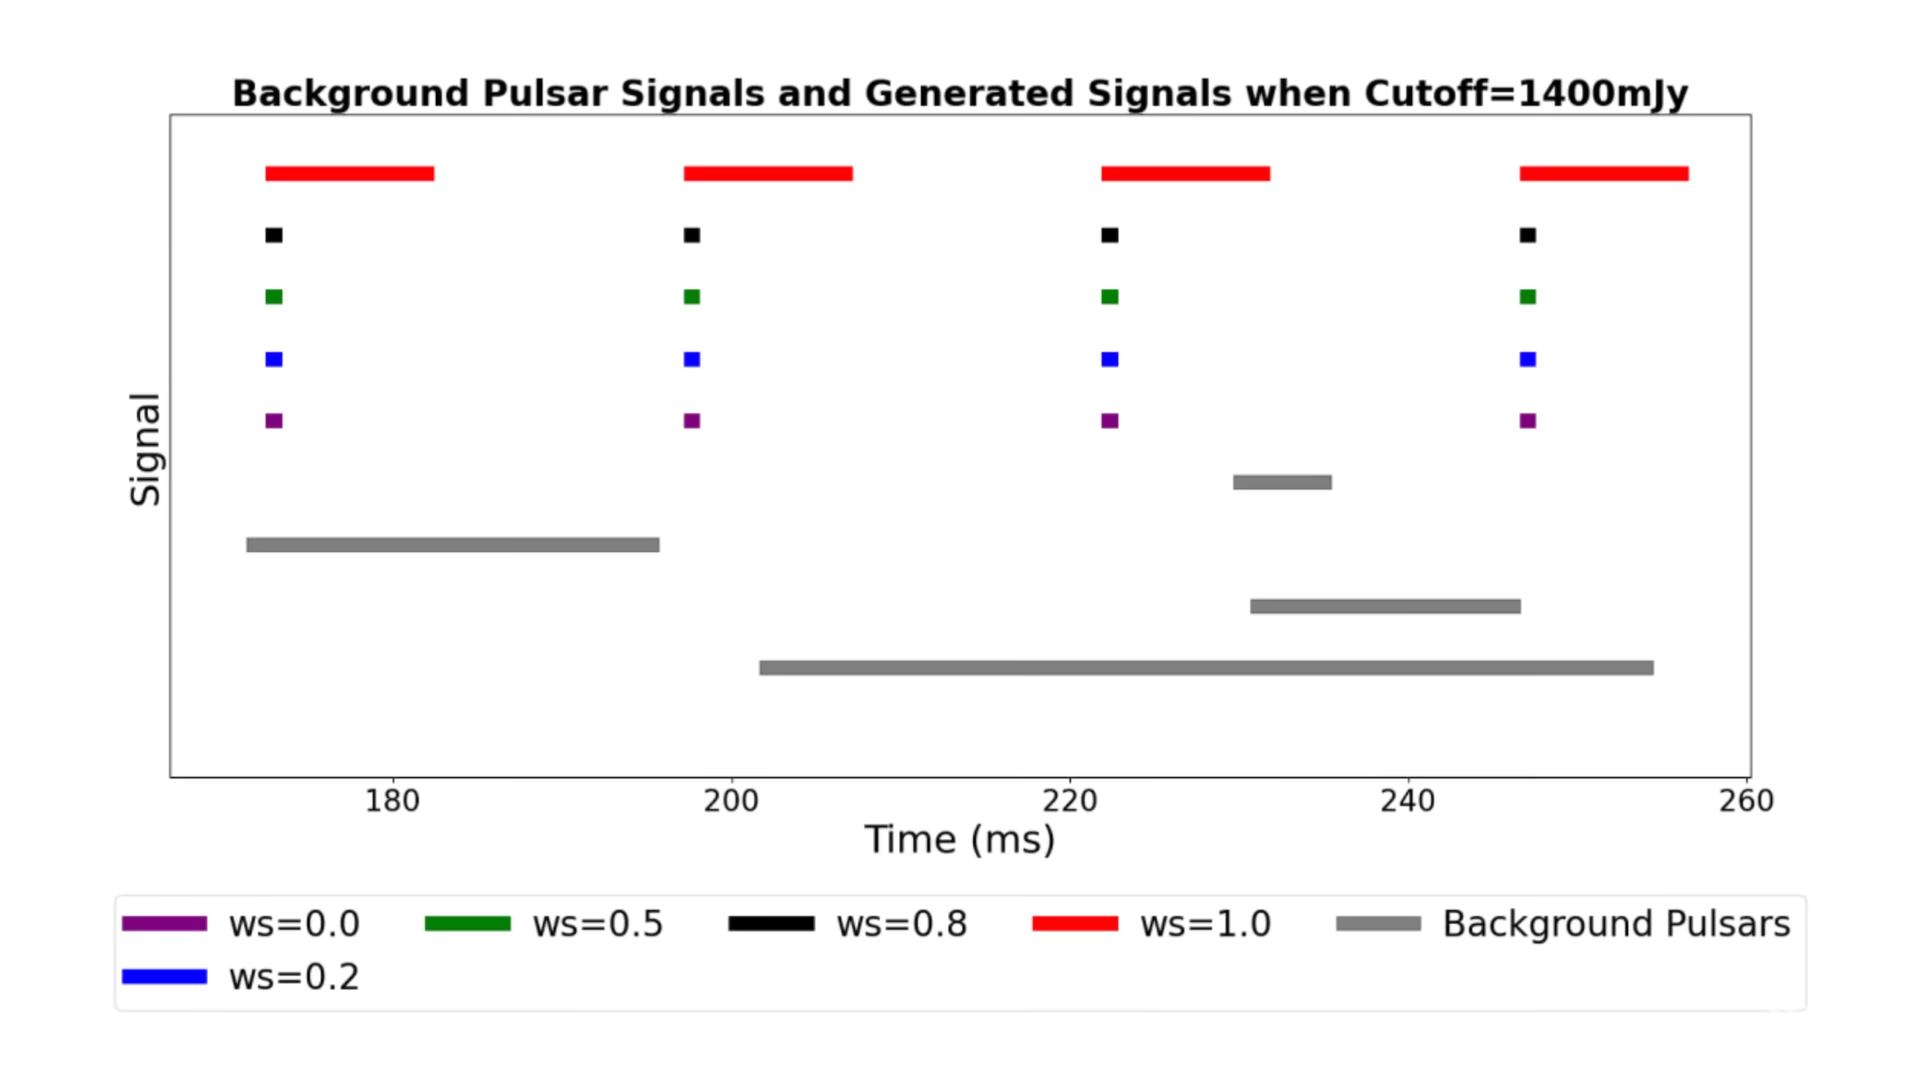 Background Pulsar Signals and Generated Signals when Cutoff=1400mJy
Signal
180 200 220 240 260
Time (ms)
ws=0.0 ws=0.5 ws=0.8 ws=1.0 Background Pulsars
ws=0.2